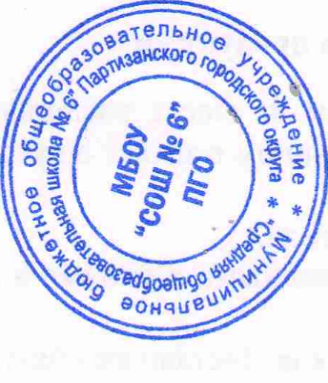 * Муниципальное бюджетное общеобразовательное учреждение
* "Средняя общеобразовательная школа № 6" Партизанского городского округа
МБОУ
"СОШ № 6"
ПГО